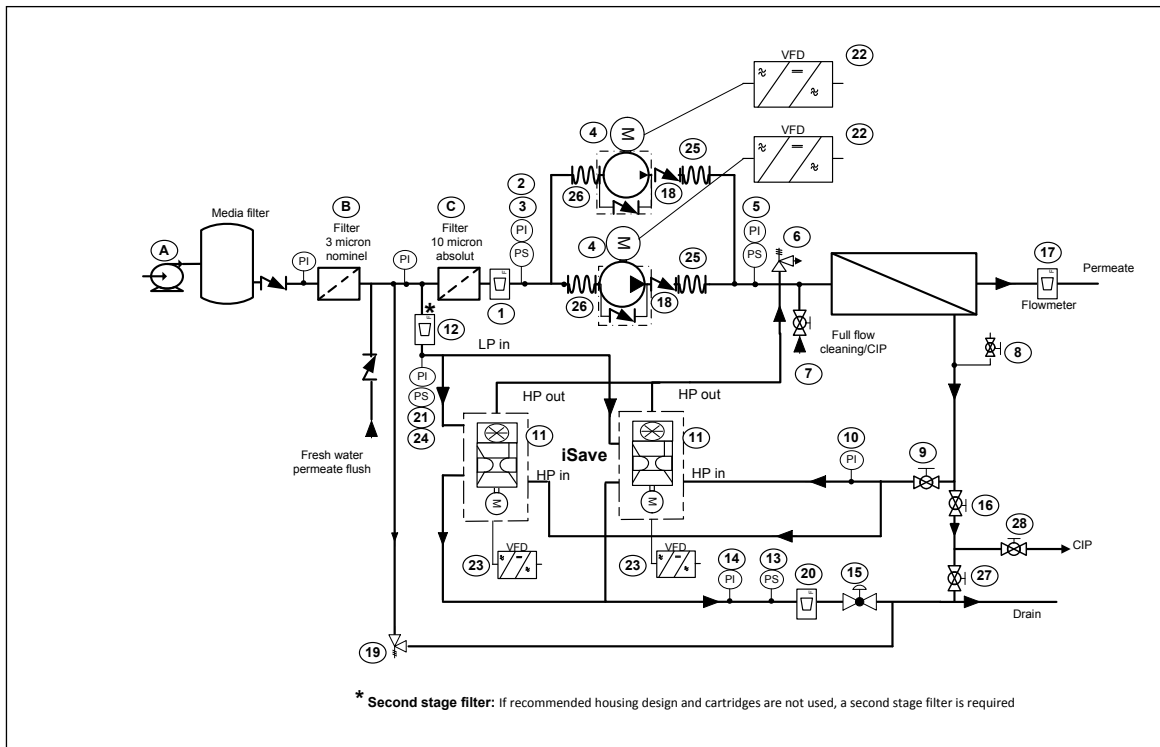 VFD
22
4
M
VFD
22
25
2
26
18
3
5
B
C
PI
PI
6
Media filter
Filter
3 micron
nominel
Filter
10 micron
absolut
PS
4
M
PS
25
17
A
PI
PI
Permeate
26
18
Flowmeter
1
*
12
Full flow
cleaning/CIP
8
LP in
7
PI
PS
HP out
HP out
21
24
11
11
10
9
Fresh water
permeate flush
iSave
PI
HP in
HP in
16
M
M
28
CIP
VFD
VFD
23
23
14
13
20
15
27
PI
PS
Drain
19
* Second stage filter: If recommended housing design and cartridges are not used, a second stage filter is required